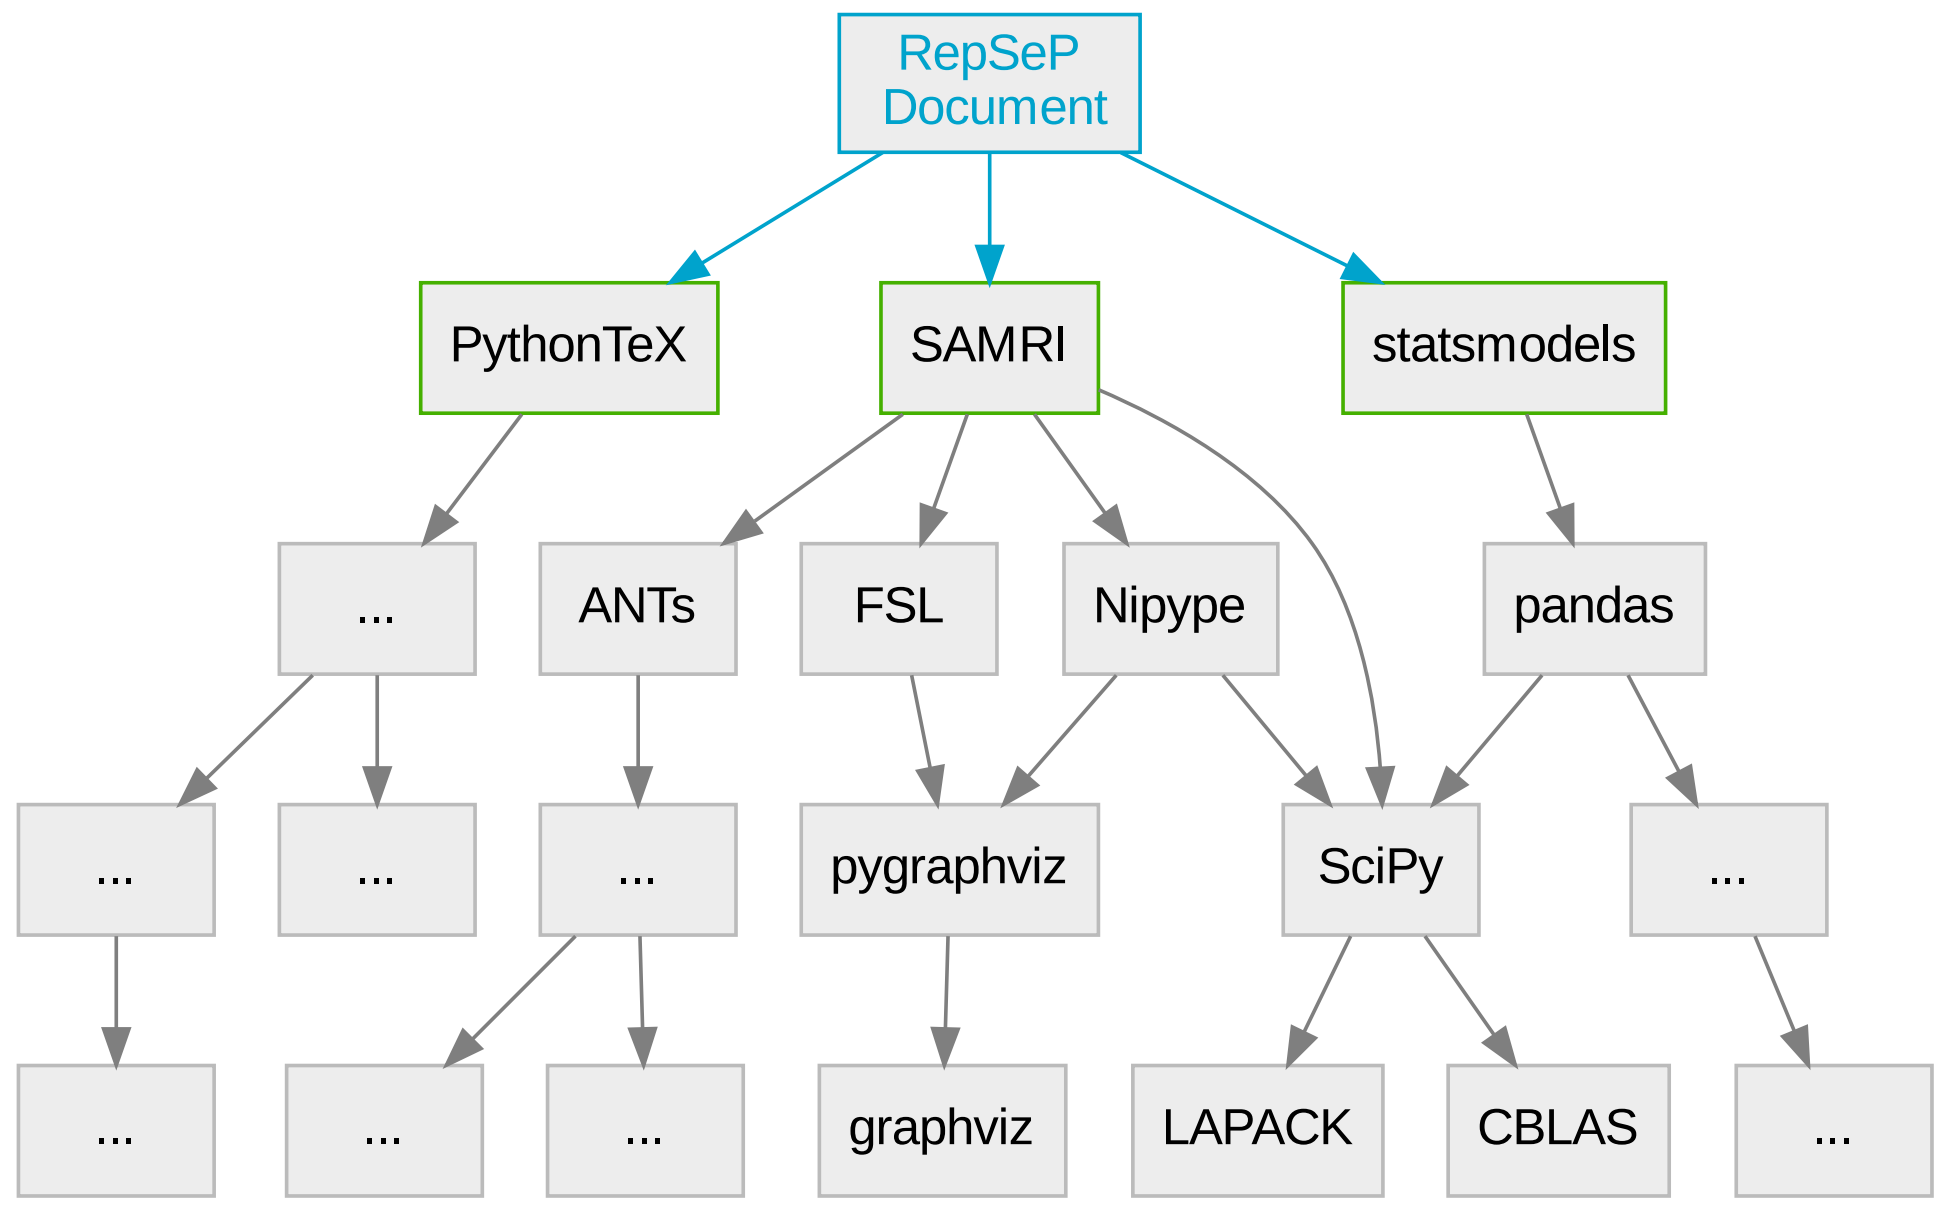 RepSeP
Document
PythonTeX
SAMRI
statsmodels
...
ANTs
FSL
Nipype
pandas
...
...
...
pygraphviz
SciPy
...
...
...
...
graphviz
LAPACK
CBLAS
...